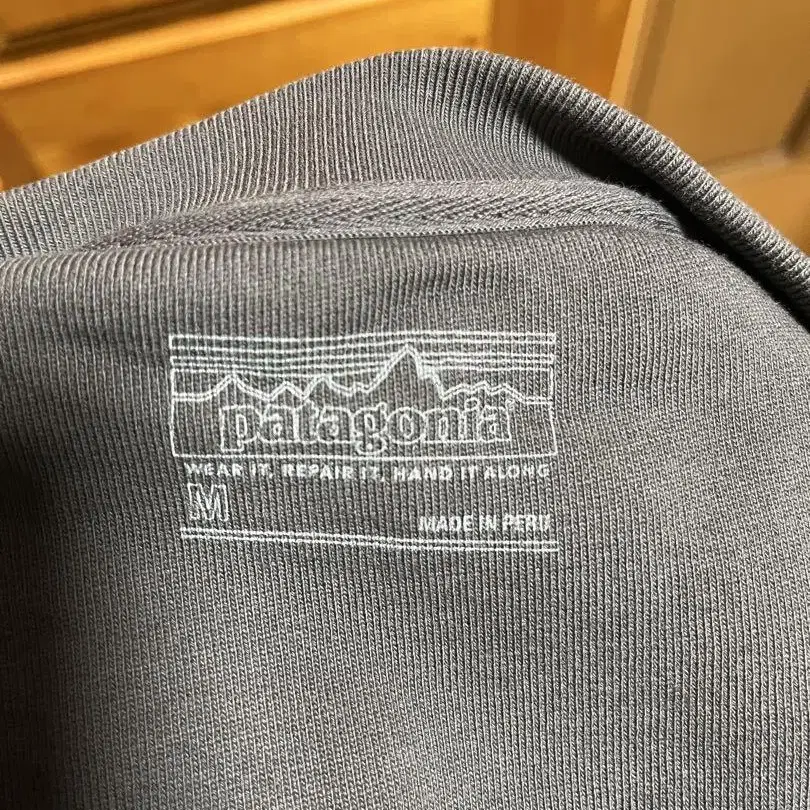 patagonia
WEAR IT, REPAIR IT, HAND IT ALONG
M
MADE IN PERU